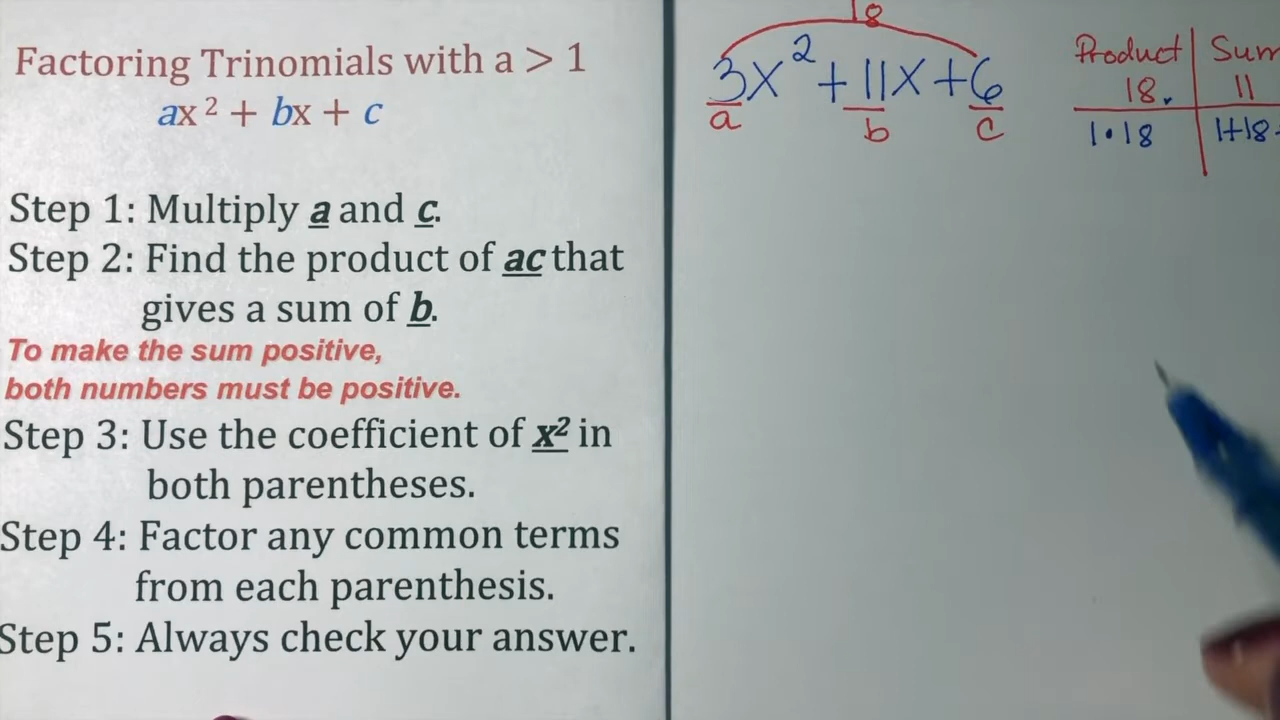 Factoring Trinomials with a > 1
ax² + bx + c
Step 1: Multiply a and c.
Step 2: Find the product of ac that
gives a sum of b.
To make the sum positive,
both numbers must be positive.
Step 3: Use the coefficient of x² in
both parentheses.
Step 4: Factor any common terms
from each parenthesis.
Step 5: Always check your answer.
18
3x² + 11x + 6
a b c
Product Sum
18. 11
1•18 1+18